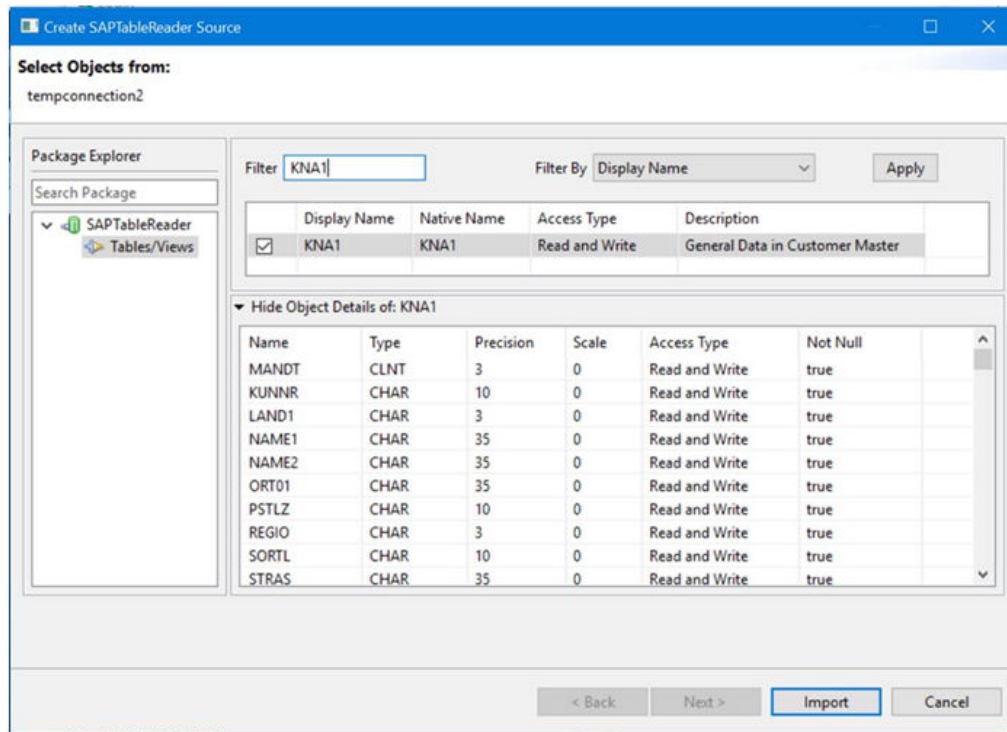 Create SAPTableReader Source
Select Objects from:
tempconnection2
Package Explorer
Search Package
SAPTableReader
Tables/Views
Filter KNA1 Filter By Display Name Apply
Display Name Native Name Access Type Description
KNA1 KNA1 Read and Write General Data in Customer Master
Hide Object Details of: KNA1
Name Type Precision Scale Access Type Not Null
MANDT CLNT 3 0 Read and Write true
KUNNR CHAR 10 0 Read and Write true
LAND1 CHAR 3 0 Read and Write true
NAME1 CHAR 35 0 Read and Write true
NAME2 CHAR 35 0 Read and Write true
ORT01 CHAR 35 0 Read and Write true
PSTLZ CHAR 10 0 Read and Write true
REGIO CHAR 3 0 Read and Write true
SORTL CHAR 10 0 Read and Write true
STRAS CHAR 35 0 Read and Write true
< Back Next > Import Cancel